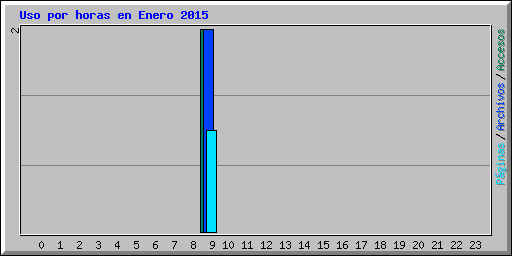 Uso por horas en Enero 2015
2
0 1 2 3 4 5 6 7 8 9 10 11 12 13 14 15 16 17 18 19 20 21 22 23
Páginas / Archivos / Accesos